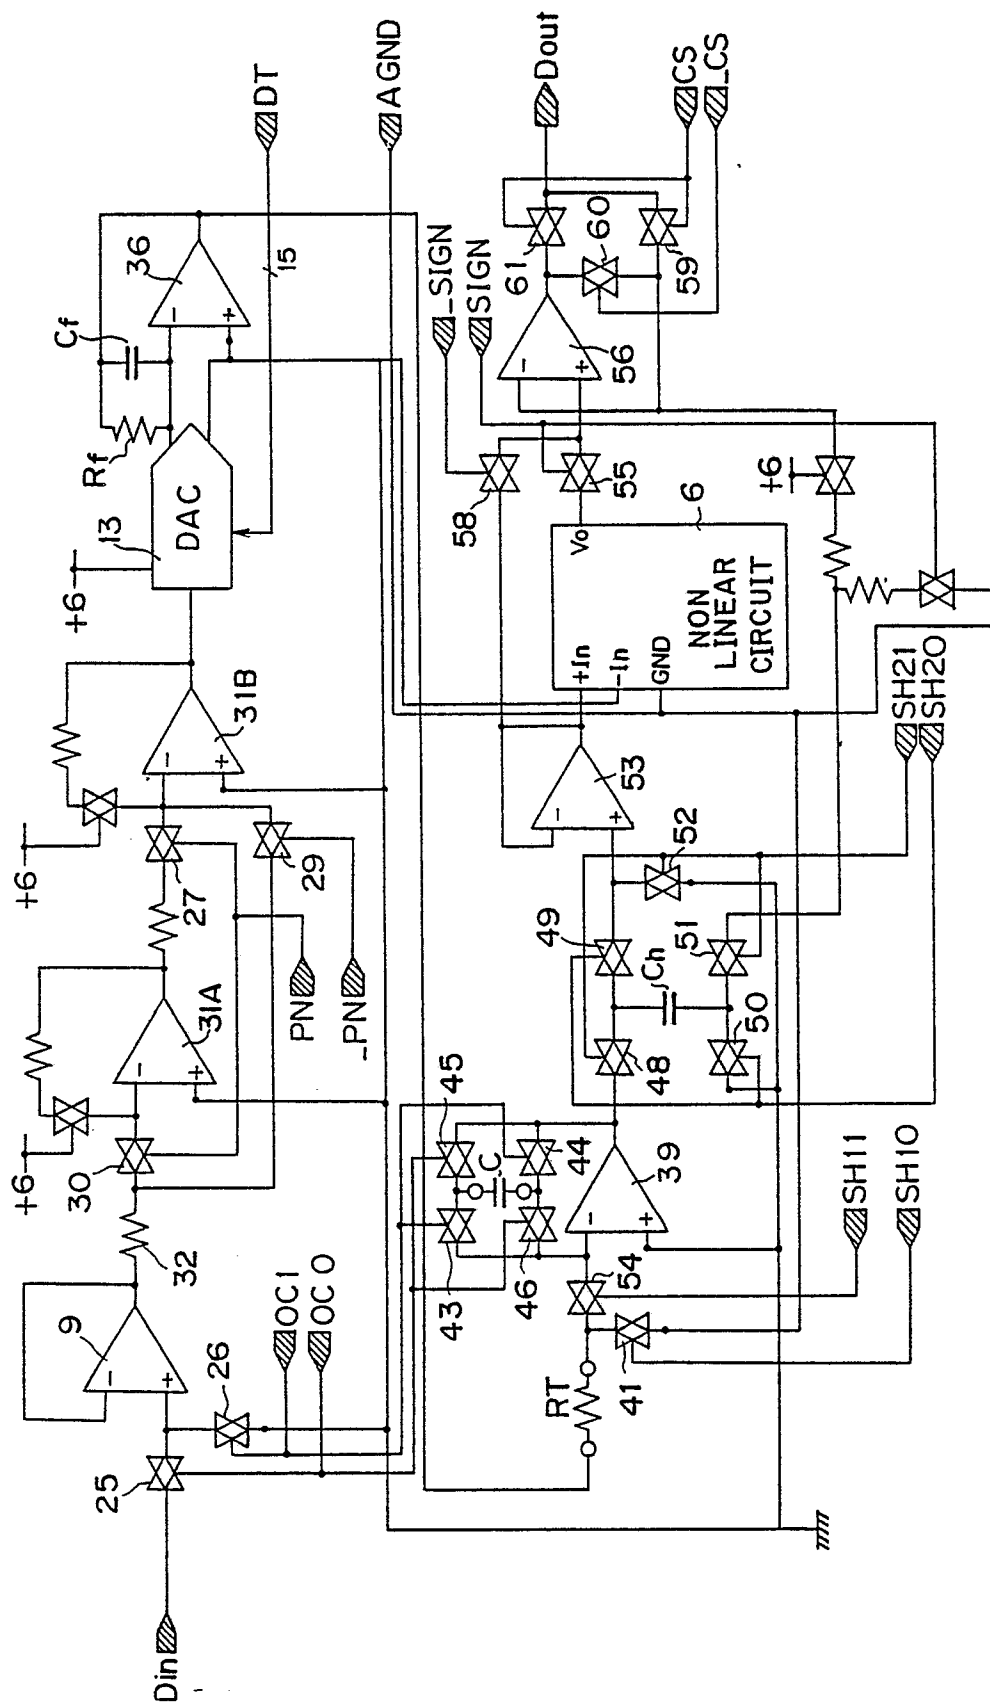 Din
25
26
9
32
OC1
OC0
+6
30
31A
+6
27
29
PN
_PN
31B
+6
13
DAC
Rf
Cf
36
DT
15
AGND
RT
41
54
SH11
SH10
43
45
C
46
44
39
48
49
Ch
50
51
52
53
SH21
SH20
+In
-In
GND
Vo
NON
LINEAR
CIRCUIT
6
58
55
_SIGN
SIGN
+6
56
61
60
59
Dout
CS
_CS